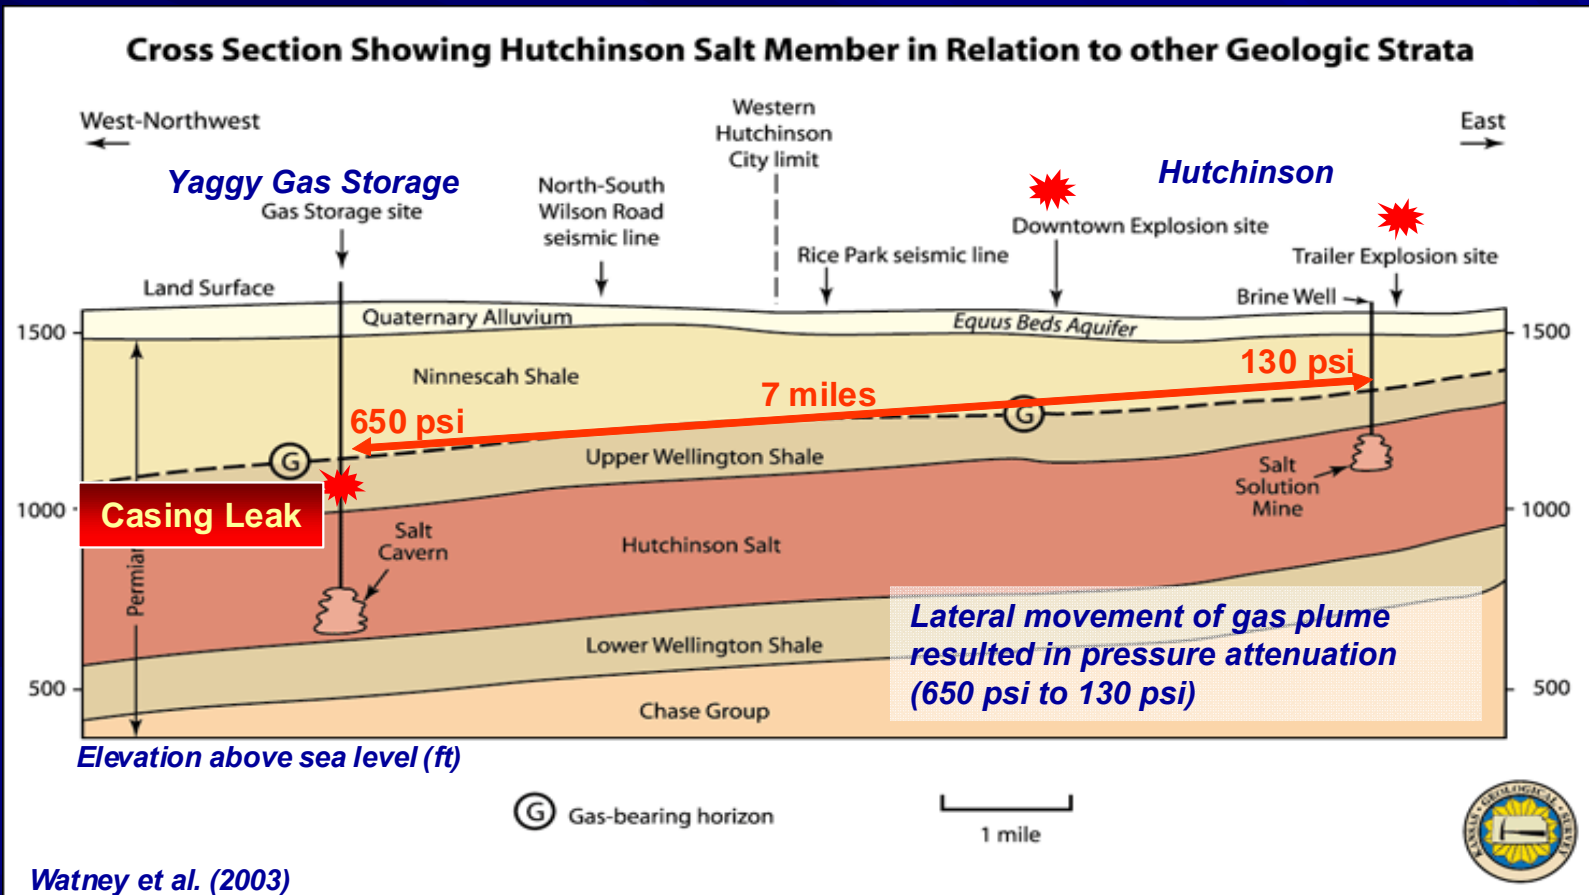 Cross Section Showing Hutchinson Salt Member in Relation to other Geologic Strata
West-Northwest
East
Western
Hutchinson
City limit
Yaggy Gas Storage
Gas Storage site
North-South
Wilson Road
seismic line
Hutchinson
Downtown Explosion site
Rice Park seismic line
Trailer Explosion site
Land Surface
Brine Well
Quaternary Alluvium
Equus Beds Aquifer
1500
1500
Ninnescah Shale
130 psi
7 miles
650 psi
G
G
Upper Wellington Shale
Salt
Solution
Mine
1000
1000
Casing Leak
Salt
Cavern
Hutchinson Salt
Permian
Lateral movement of gas plume
resulted in pressure attenuation
(650 psi to 130 psi)
Lower Wellington Shale
500
500
Chase Group
Elevation above sea level (ft)
G Gas-bearing horizon
1 mile
KANSAS GEOLOGICAL SURVEY
Watney et al. (2003)